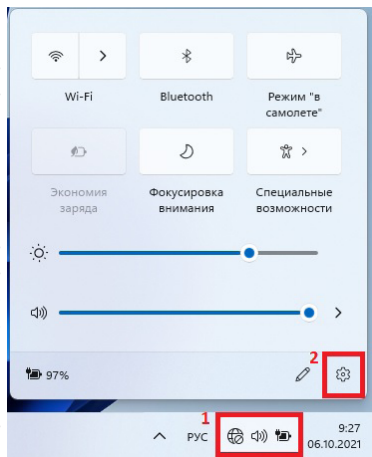 Wi-Fi
Bluetooth
Режим "в
самолете"
Экономия
заряда
Фокусировка
внимания
Специальные
возможности
97%
2
1
РУС
9:27
06.10.2021